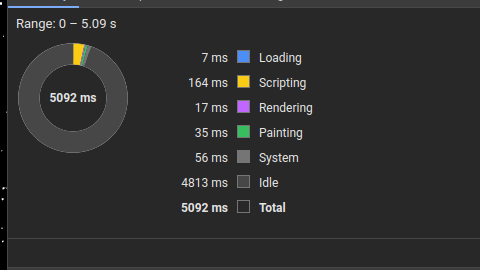 Range: 0 – 5.09 s
7 ms Loading
164 ms Scripting
17 ms Rendering
35 ms Painting
56 ms System
4813 ms Idle
5092 ms Total
5092 ms